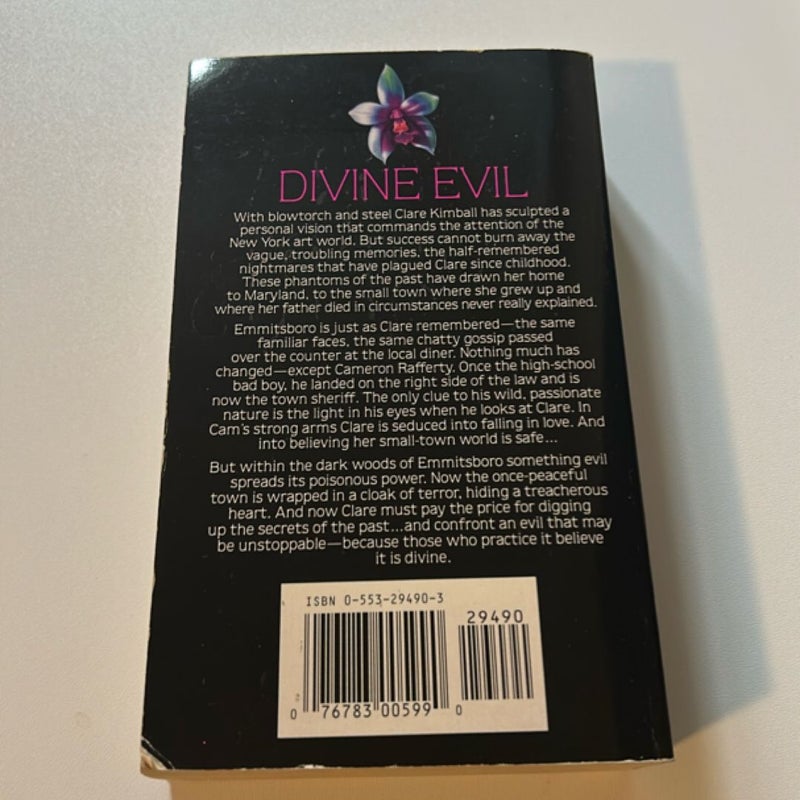 DIVINE EVIL
With blowtorch and steel Clare Kimball has sculpted a
personal vision that commands the attention of the
New York art world. But success cannot burn away the
vague, troubling memories, the half-remembered
nightmares that have plagued Clare since childhood.
These phantoms of the past have drawn her home
to Maryland, to the small town where she grew up and
where her father died in circumstances never really explained.
Emmitsboro is just as Clare remembered—the same
familiar faces, the same chatty gossip passed
over the counter at the local diner. Nothing much has
changed—except Cameron Rafferty. Once the high-school
bad boy, he landed on the right side of the law and is
now the town sheriff. The only clue to his wild, passionate
nature is the light in his eyes when he looks at Clare. In
Cam's strong arms Clare is seduced into falling in love. And
into believing her small-town world is safe...
But within the dark woods of Emmitsboro something evil
spreads its poisonous power. Now the once-peaceful
town is wrapped in a cloak of terror, hiding a treacherous
heart. And now Clare must pay the price for digging
up the secrets of the past...and confront an evil that may
be unstoppable—because those who practice it believe
it is divine.
ISBN 0-553-29490-3
29490
0 76783 00599 0